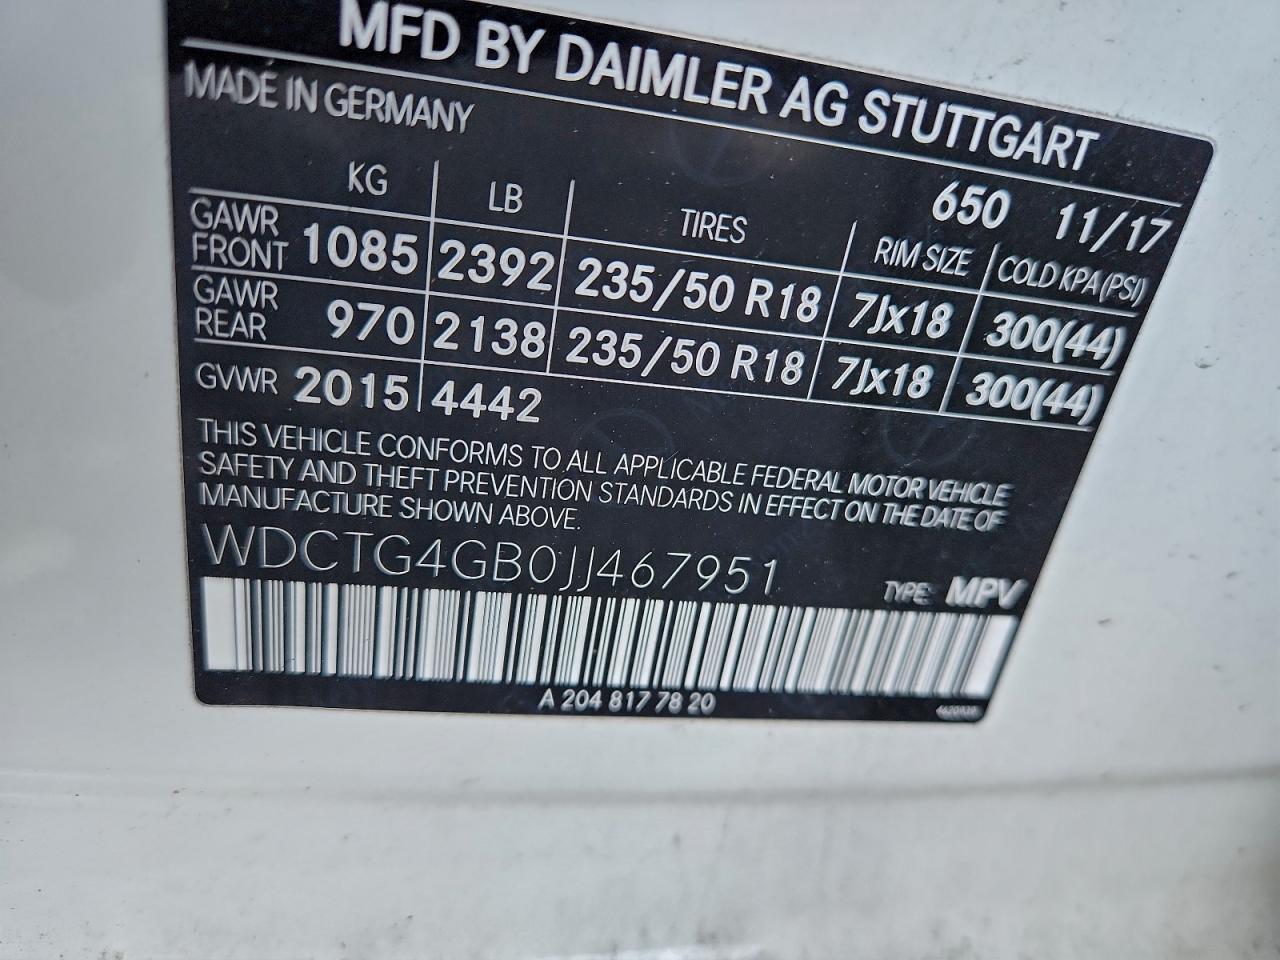 MFD BY DAIMLER AG STUTTGART
MADE IN GERMANY
650 11/17
KG LB TIRES RIM SIZE COLD KPA(PSI)
GAWR FRONT 1085 2392 235/50 R18 7Jx18 300(44)
GAWR REAR 970 2138 235/50 R18 7Jx18 300(44)
GVWR 2015 4442
THIS VEHICLE CONFORMS TO ALL APPLICABLE FEDERAL MOTOR VEHICLE
SAFETY AND THEFT PREVENTION STANDARDS IN EFFECT ON THE DATE OF
MANUFACTURE SHOWN ABOVE.
WDCTG4GB0JJ467951
TYPE: MPV
A 204 817 78 20